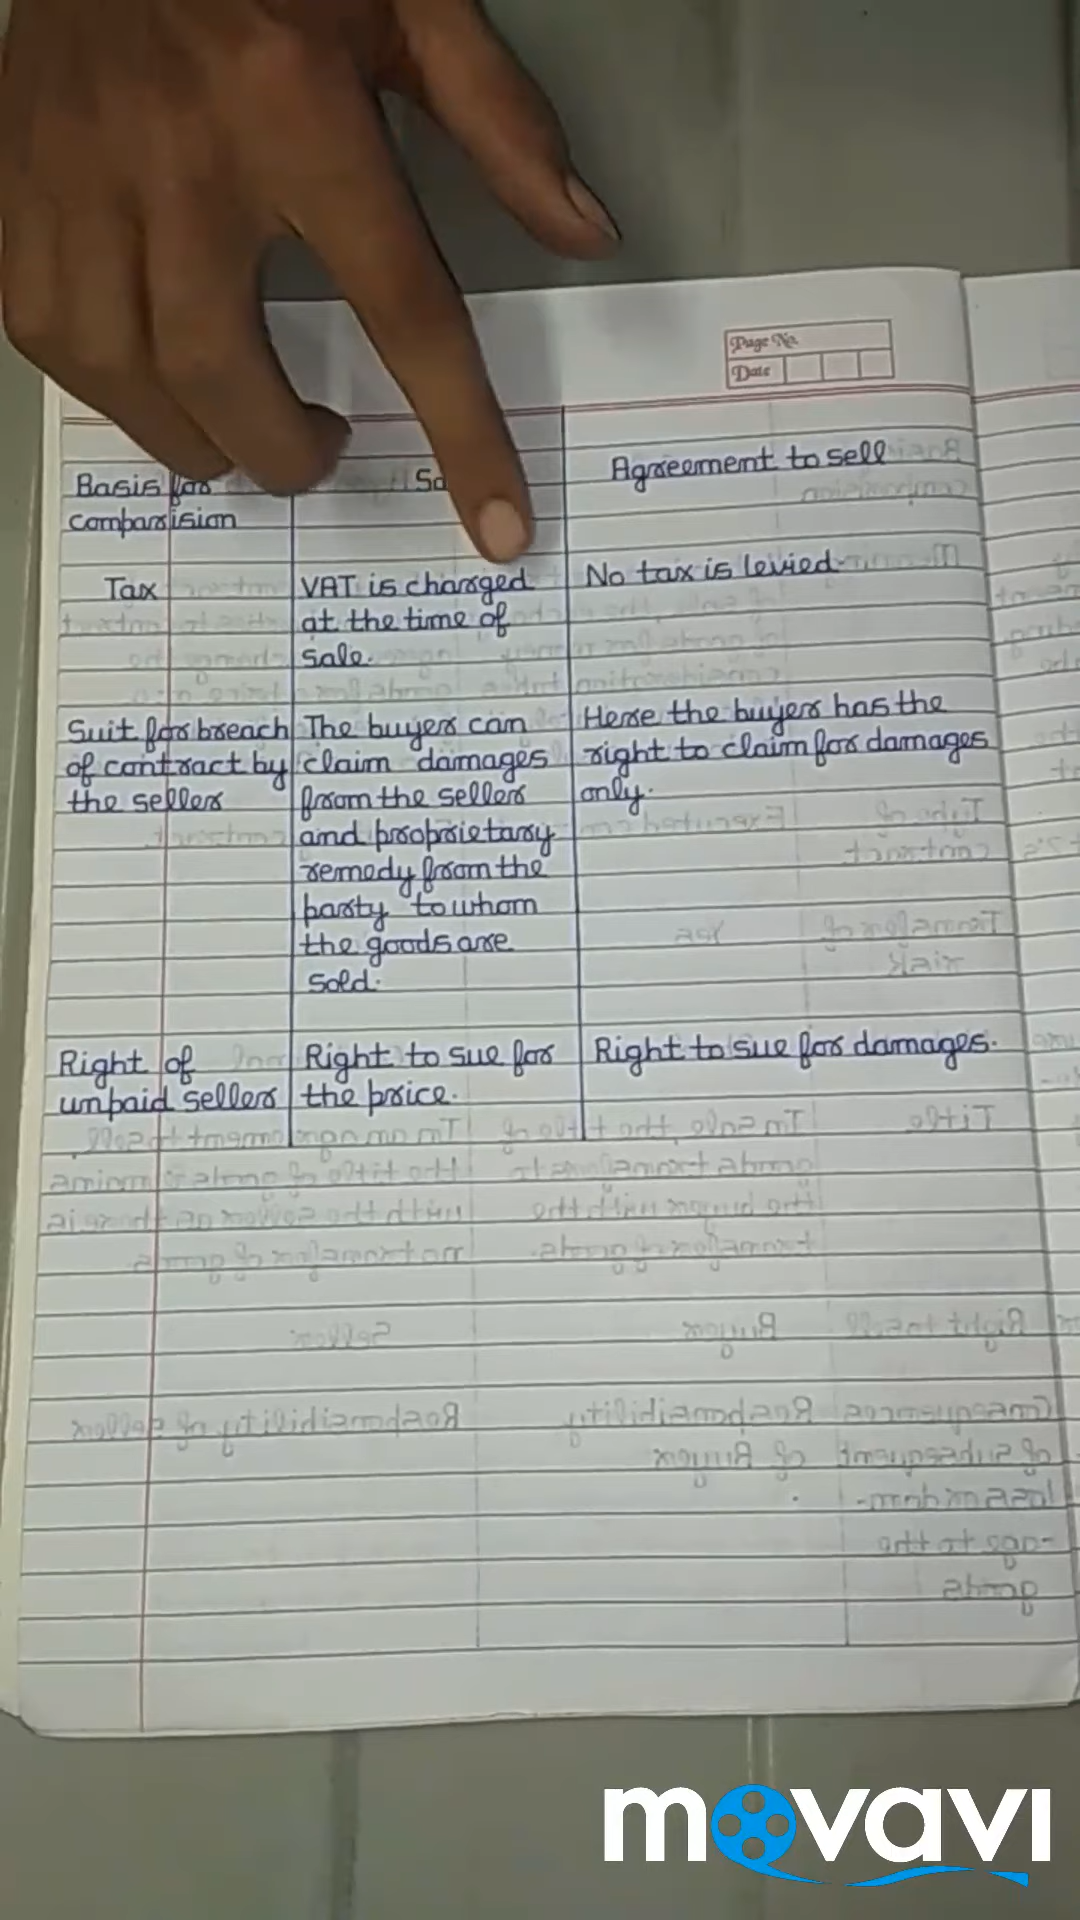 Page No.
Date
Basis for
Comparision
Agreement to sell
Tax
VAT is charged
at the time of
sale.
No tax is levied.
Suit for breach
of contract by
the seller
The buyer can
claim damages
from the seller
and proprietary
remedy from the
party to whom
the goods are
sold.
Here the buyer has the
right to claim for damages
only.
Right of
unpaid seller
Right to sue for
the price.
Right to sue for damages.
movavi